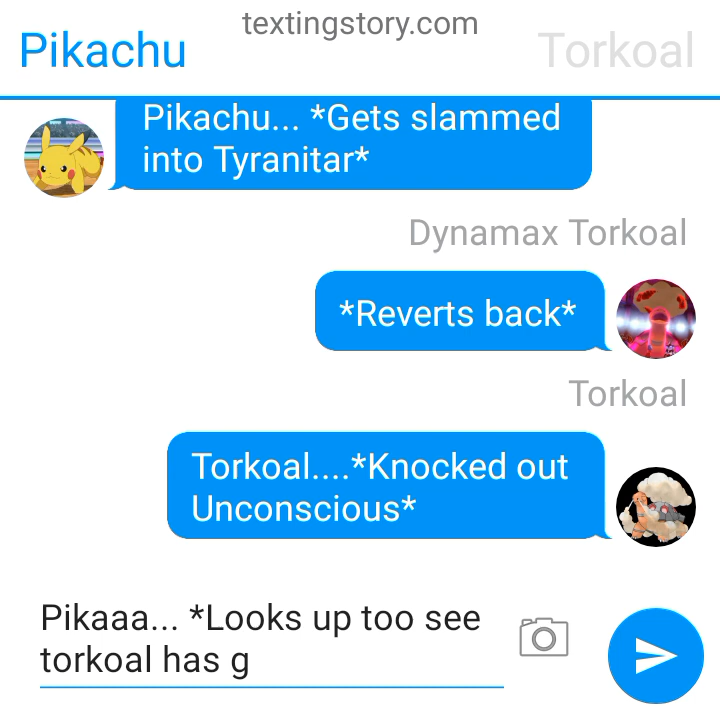 textingstory.com
Pikachu
Torkoal
Pikachu... *Gets slammed
into Tyranitar*
Dynamax Torkoal
*Reverts back*
Torkoal
Torkoal....*Knocked out
Unconscious*
Pikaaa... *Looks up too see
torkoal has g